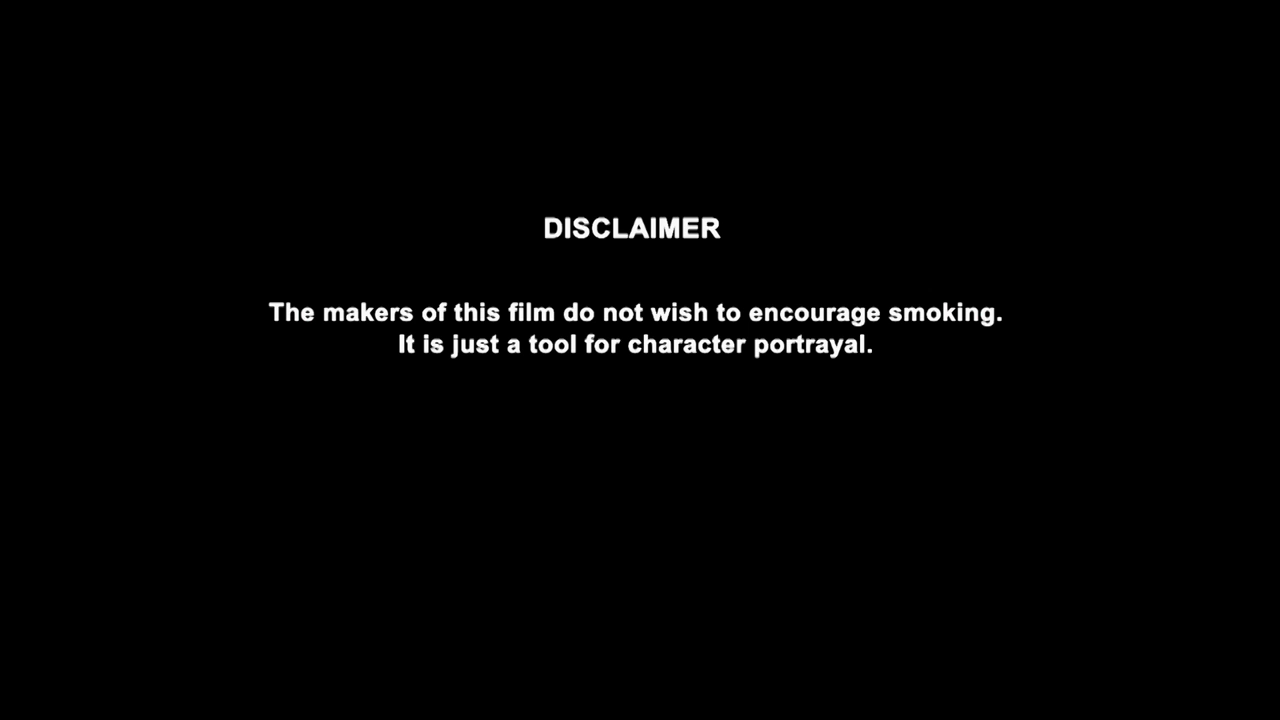 DISCLAIMER
The makers of this film do not wish to encourage smoking.
It is just a tool for character portrayal.